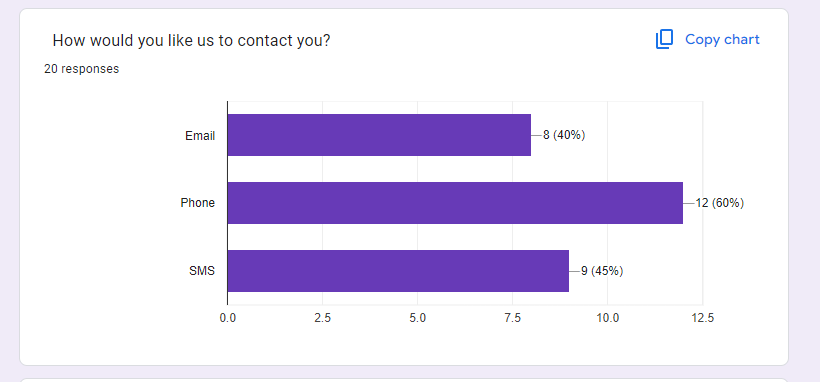 How would you like us to contact you?
Copy chart
20 responses
Email
8 (40%)
Phone
12 (60%)
SMS
9 (45%)
0.0 2.5 5.0 7.5 10.0 12.5